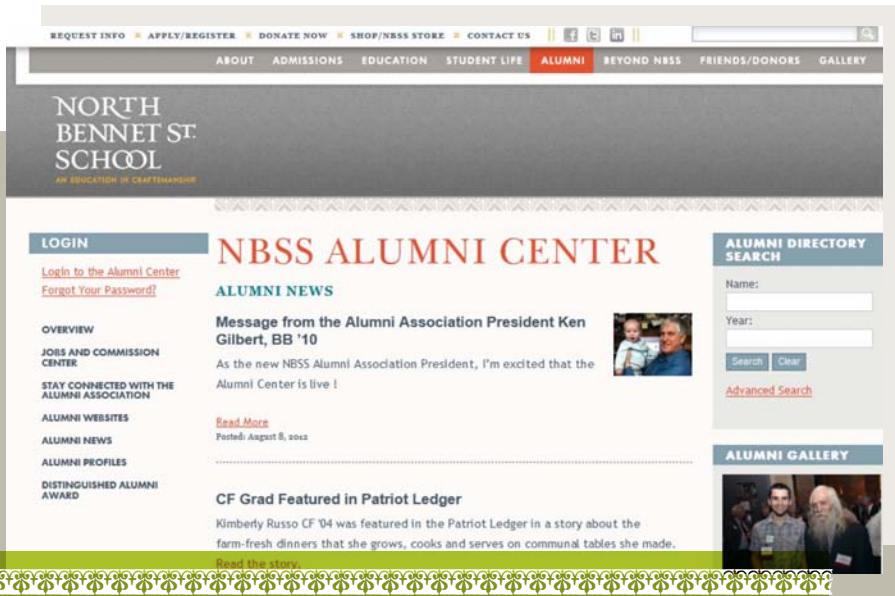 REQUEST INFO APPLY/REGISTER DONATE NOW SHOP/NBSS STORE CONTACT US
ABOUT ADMISSIONS EDUCATION STUDENT LIFE ALUMNI BEYOND NBSS FRIENDS/DONORS GALLERY
NORTH
BENNET ST.
SCHOOL
AN EDUCATION IN CRAFTSMANSHIP
LOGIN
Login to the Alumni Center
Forgot Your Password?
OVERVIEW
JOBS AND COMMISSION
CENTER
STAY CONNECTED WITH THE
ALUMNI ASSOCIATION
ALUMNI WEBSITES
ALUMNI NEWS
ALUMNI PROFILES
DISTINGUISHED ALUMNI
AWARD
NBSS ALUMNI CENTER
ALUMNI NEWS
Message from the Alumni Association President Ken
Gilbert, BB '10
As the new NBSS Alumni Association President, I'm excited that the
Alumni Center is live !
Read More
Posted: August 8, 2012
CF Grad Featured in Patriot Ledger
Kimberly Russo CF '04 was featured in the Patriot Ledger in a story about the
farm-fresh dinners that she grows, cooks and serves on communal tables she made.
Read the story.
ALUMNI DIRECTORY
SEARCH
Name:
Year:
Search Clear
Advanced Search
ALUMNI GALLERY